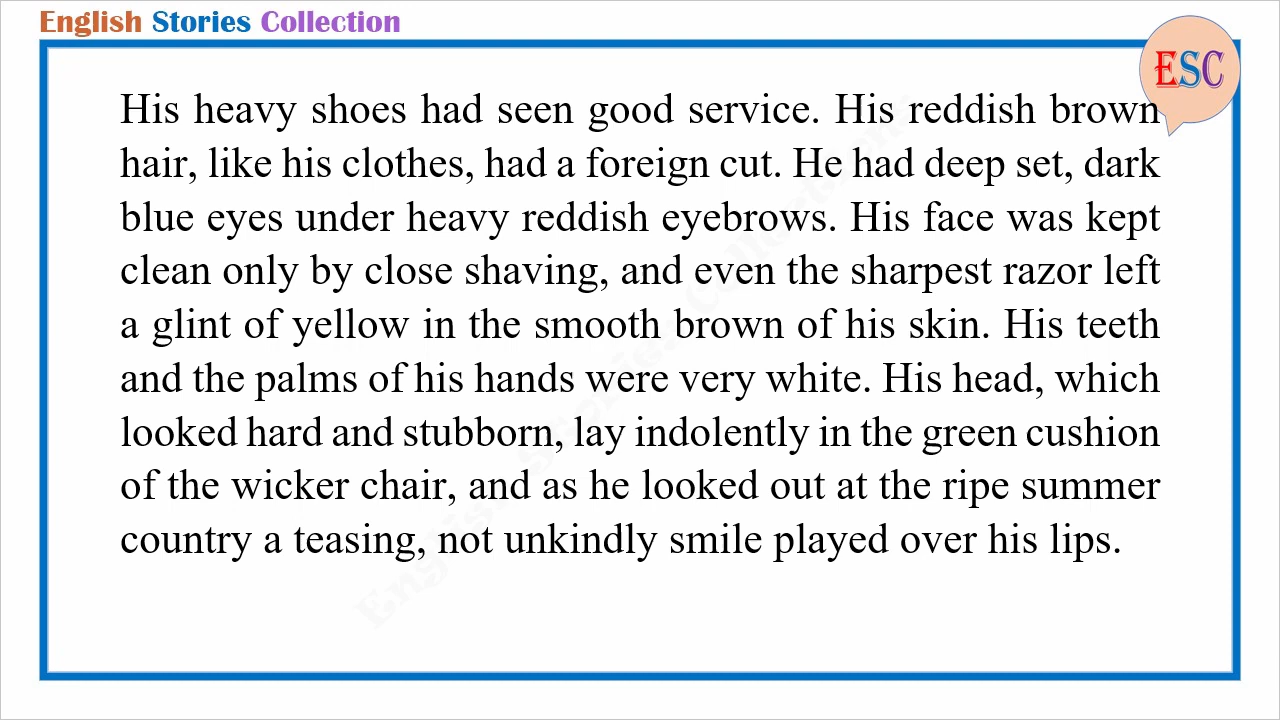 English Stories Collection
ESC
His heavy shoes had seen good service. His reddish brown
hair, like his clothes, had a foreign cut. He had deep set, dark
blue eyes under heavy reddish eyebrows. His face was kept
clean only by close shaving, and even the sharpest razor left
a glint of yellow in the smooth brown of his skin. His teeth
and the palms of his hands were very white. His head, which
looked hard and stubborn, lay indolently in the green cushion
of the wicker chair, and as he looked out at the ripe summer
country a teasing, not unkindly smile played over his lips.